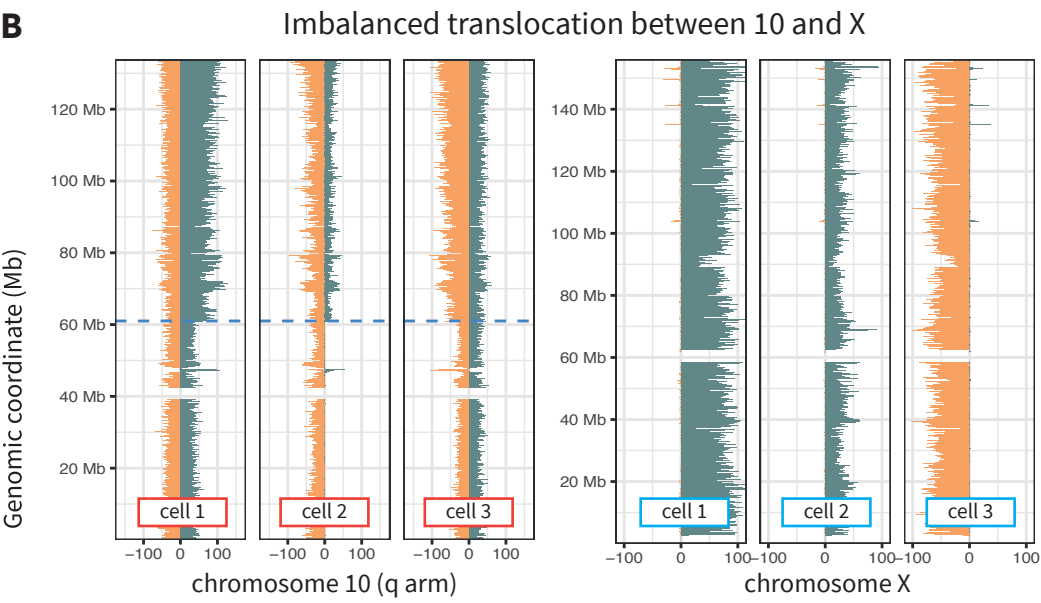 B
Imbalanced translocation between 10 and X
Genomic coordinate (Mb)
120 Mb
100 Mb
80 Mb
60 Mb
40 Mb
20 Mb
cell 1
cell 2
cell 3
−100 0 100
−100 0 100
−100 0 100
chromosome 10 (q arm)
140 Mb
120 Mb
100 Mb
80 Mb
60 Mb
40 Mb
20 Mb
cell 1
cell 2
cell 3
−100 0 100
−100 0 100
−100 0 100
chromosome X